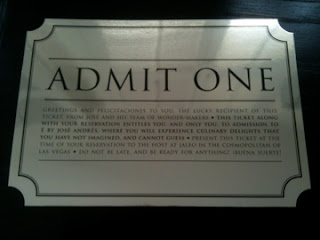 ADMIT ONE
GREETINGS AND FELICITACIONES TO YOU, THE LUCKY RECIPIENT OF THIS
TICKET FROM JOSÉ AND HIS TEAM OF WONDER-MAKERS • THIS TICKET ALONG
WITH YOUR RESERVATION ENTITLES YOU, AND ONLY YOU, TO ADMISSION, TO
É BY JOSÉ ANDRÉS, WHERE YOU WILL EXPERIENCE CULINARY DELIGHTS THAT
YOU HAVE NOT IMAGINED, AND CANNOT GUESS • PRESENT THIS TICKET AT THE
TIME OF YOUR RESERVATION TO THE HOST AT JALEO IN THE COSMOPOLITAN OF
LAS VEGAS • DO NOT BE LATE, AND BE READY FOR ANYTHING! ¡BUENA SUERTE!